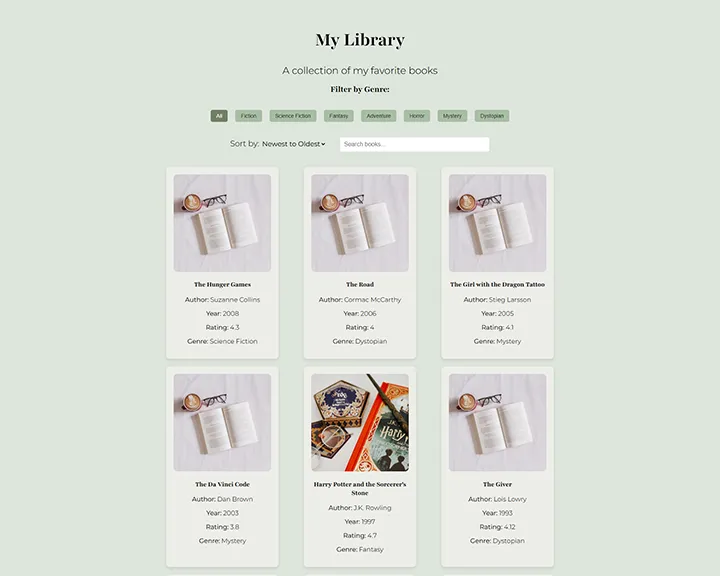 My Library
A collection of my favorite books
Filter by Genre:
All Fiction Science Fiction Fantasy Adventure Horror Mystery Dystopian
Sort by: Newest to Oldest Search books...
The Hunger Games
Author: Suzanne Collins
Year: 2008
Rating: 4.3
Genre: Science Fiction
The Road
Author: Cormac McCarthy
Year: 2006
Rating: 4
Genre: Dystopian
The Girl with the Dragon Tattoo
Author: Stieg Larsson
Year: 2005
Rating: 4.1
Genre: Mystery
The Da Vinci Code
Author: Dan Brown
Year: 2003
Rating: 3.8
Genre: Mystery
J.K.
Harry
Harry Potter and the Sorcerer's
Stone
Author: J.K. Rowling
Year: 1997
Rating: 4.7
Genre: Fantasy
The Giver
Author: Lois Lowry
Year: 1993
Rating: 4.12
Genre: Dystopian